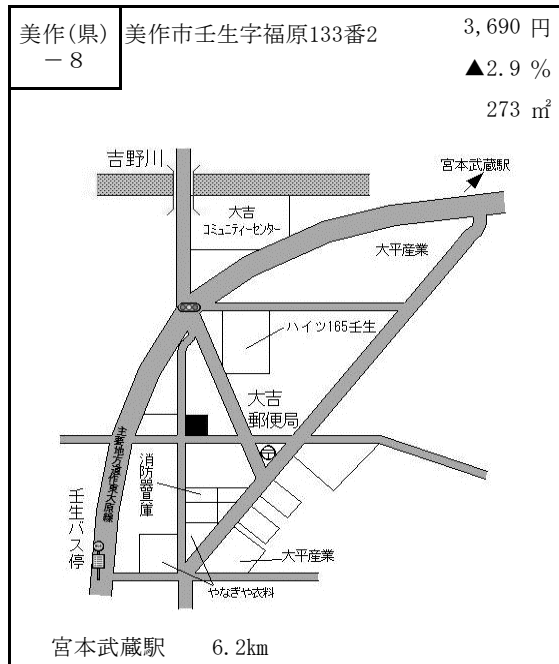 美作(県)
－８
美作市壬生字福原133番2
3,690 円
▲2.9 %
273 ㎡
吉野川
宮本武蔵駅
大吉
コミュニティーセンター
大平産業
ハイツ165壬生
大吉
郵便局
主要地方道作東大原線
消防器具庫
壬生バス停
大平産業
やなぎや衣料
宮本武蔵駅 6.2km